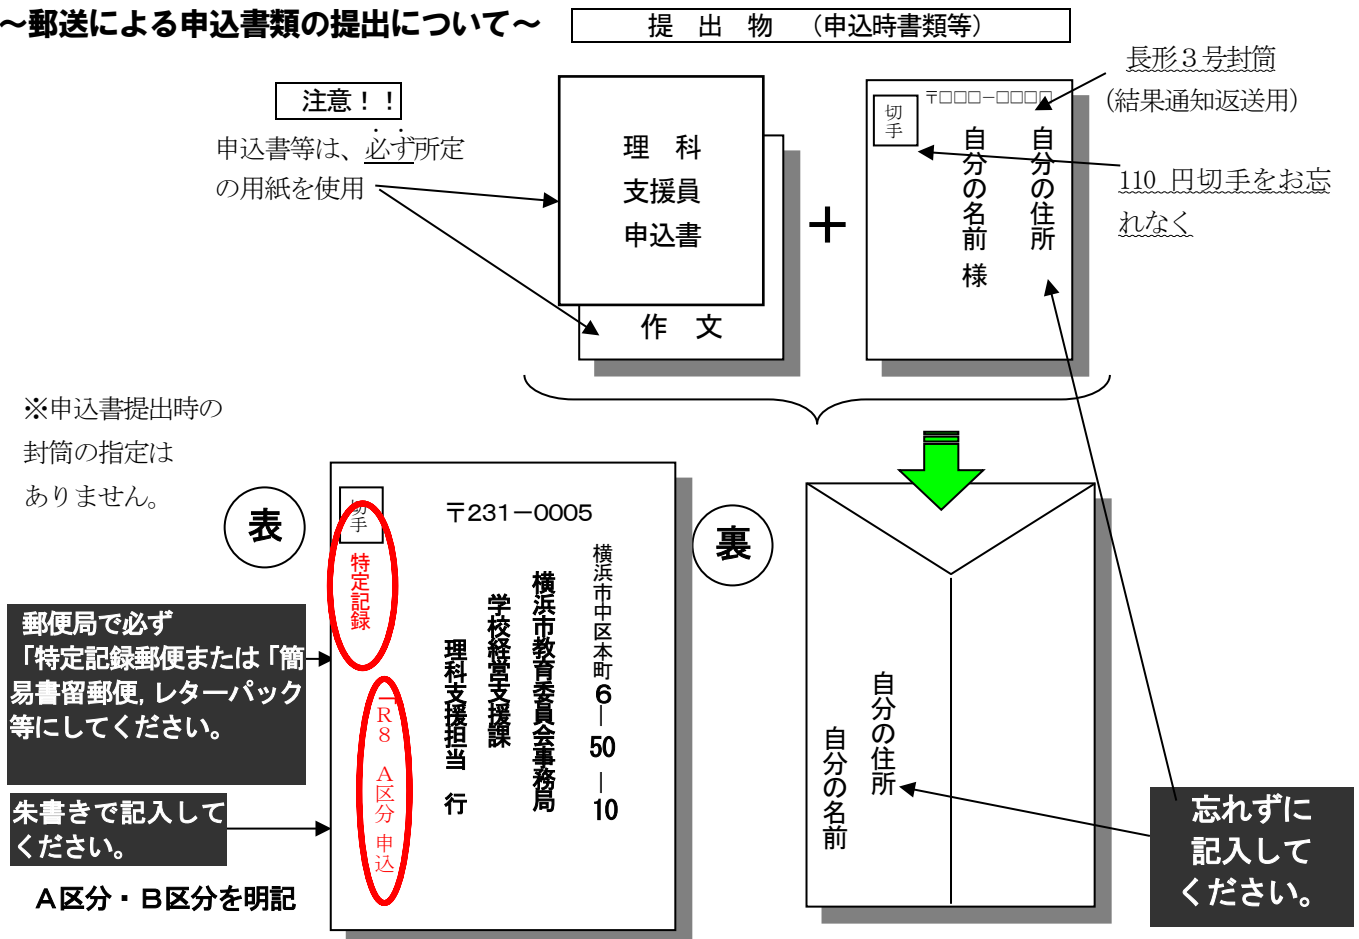 ～郵送による申込書類の提出について～
提　出　物　（申込時書類等）
注意！！
申込書等は、必ず所定
の用紙を使用
理　科
支援員
申込書
作　文
＋
切手
〒□□□－□□□□
自分の住所
自分の名前　様
長形３号封筒
(結果通知返送用)
110 円切手をお忘
れなく
※申込書提出時の
封筒の指定は
ありません。
表
切手
特定記録
〒231－0005
横浜市中区本町６―50―10
横浜市教育委員会事務局
学校経営支援課
理科支援担当　行
「R8　A区分　申込
郵便局で必ず
「特定記録郵便または「簡
易書留郵便，レターパック
等にしてください。
朱書きで記入して
ください。
Ａ区分・Ｂ区分を明記
裏
自分の住所
自分の名前
忘れずに
記入して
ください。